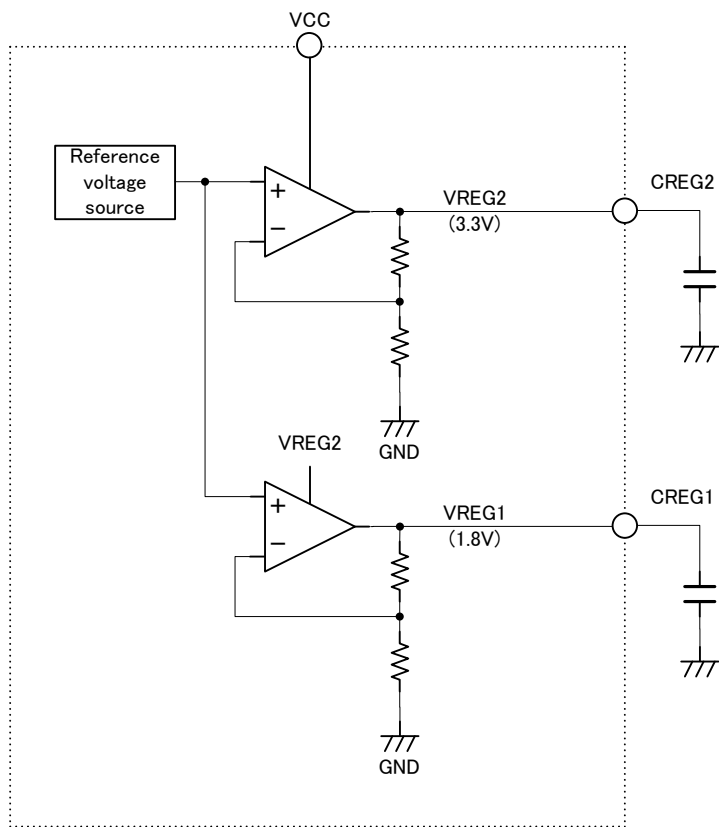 VCC
Reference
voltage
source
VREG2
(3.3V)
CREG2
+
−
GND
VREG2
VREG1
(1.8V)
CREG1
+
−
GND